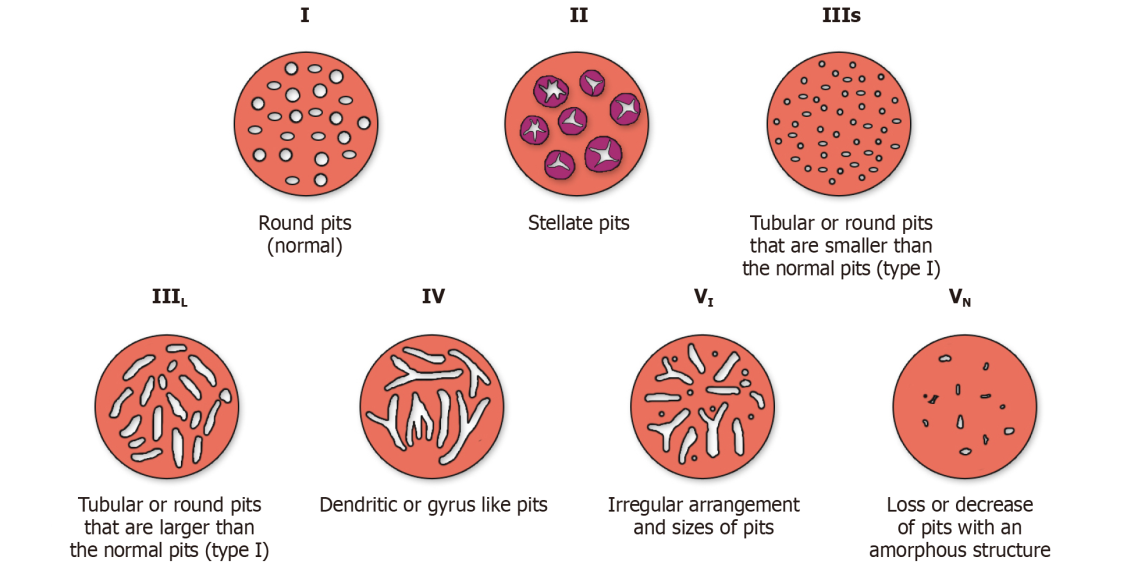 I
II
IIIs
Round pits
(normal)
Stellate pits
Tubular or round pits
that are smaller than
the normal pits (type I)
IIIL
IV
VI
VN
Tubular or round pits
that are larger than
the normal pits (type I)
Dendritic or gyrus like pits
Irregular arrangement
and sizes of pits
Loss or decrease
of pits with an
amorphous structure